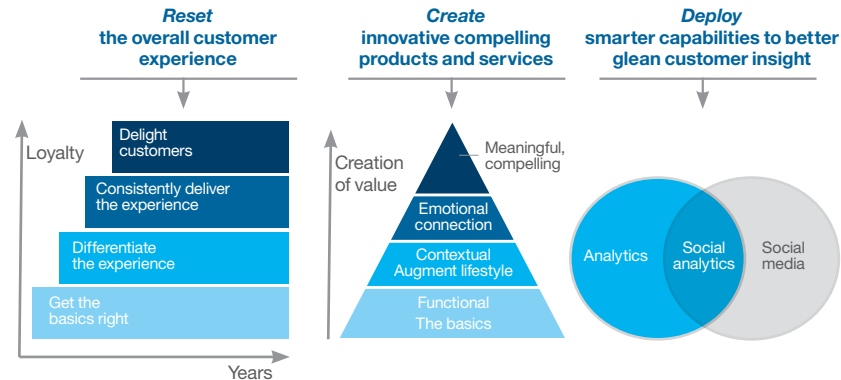 Reset
the overall customer
experience
Create
innovative compelling
products and services
Deploy
smarter capabilities to better
glean customer insight
Loyalty
Delight
customers
Consistently deliver
the experience
Differentiate
the experience
Get the
basics right
Years
Creation
of value
Meaningful,
compelling
Emotional
connection
Contextual
Augment lifestyle
Functional
The basics
Analytics
Social
analytics
Social
media